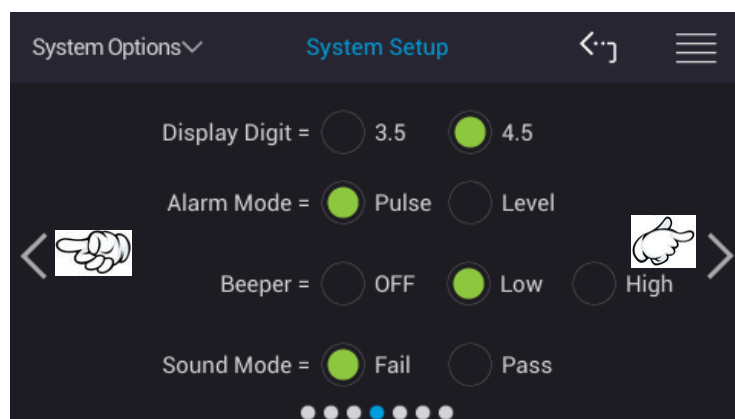 System Options System Setup
Display Digit = 3.5 4.5
Alarm Mode = Pulse Level
Beeper = OFF Low High
Sound Mode = Fail Pass